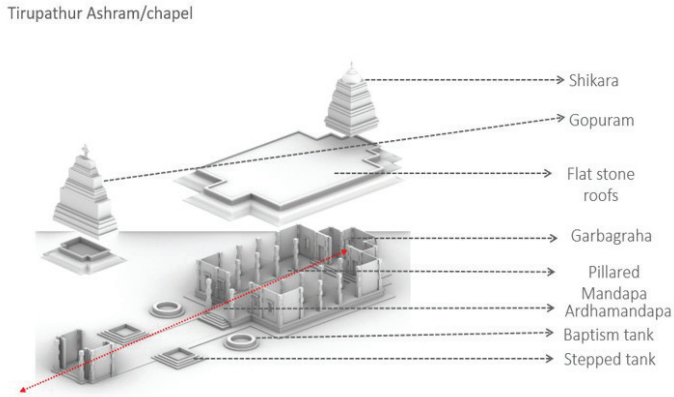 Tirupathur Ashram/chapel
Shikara
Gopuram
Flat stone
roofs
Garbagraha
Pillared
Mandapa
Ardhamandapa
Baptism tank
Stepped tank